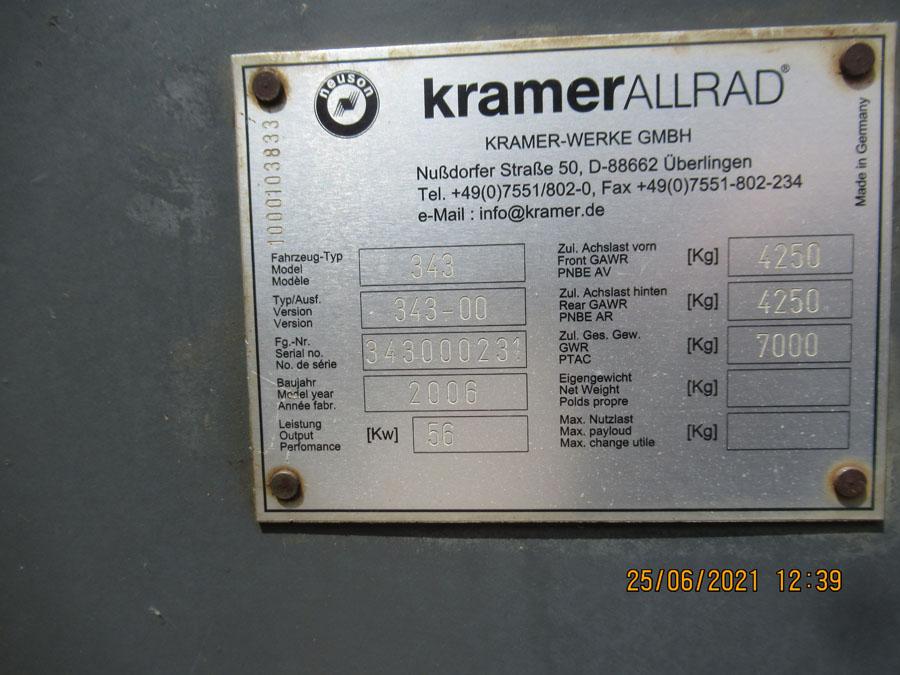 neuson
kramerALLRAD®
KRAMER-WERKE GMBH
Nußdorfer Straße 50, D-88662 Überlingen
Tel. +49(0)7551/802-0, Fax +49(0)7551-802-234
e-Mail : info@kramer.de
Made in Germany
1000103833
Fahrzeug-Typ
Model
Modèle
343
Typ/Ausf.
Version
Version
343-00
Fg.-Nr.
Serial no.
No. de série
343000231
Baujahr
Model year
Année fabr.
2006
Leistung
Output
Perfomance
[Kw]
56
Zul. Achslast vorn
Front GAWR
PNBE AV
[Kg]
4250
Zul. Achslast hinten
Rear GAWR
PNBE AR
[Kg]
4250
Zul. Ges. Gew.
GWR
PTAC
[Kg]
7000
Eigengewicht
Net Weight
Polds propre
[Kg]
Max. Nutzlast
Max. payloud
Max. change utile
[Kg]
25/06/2021 12:39